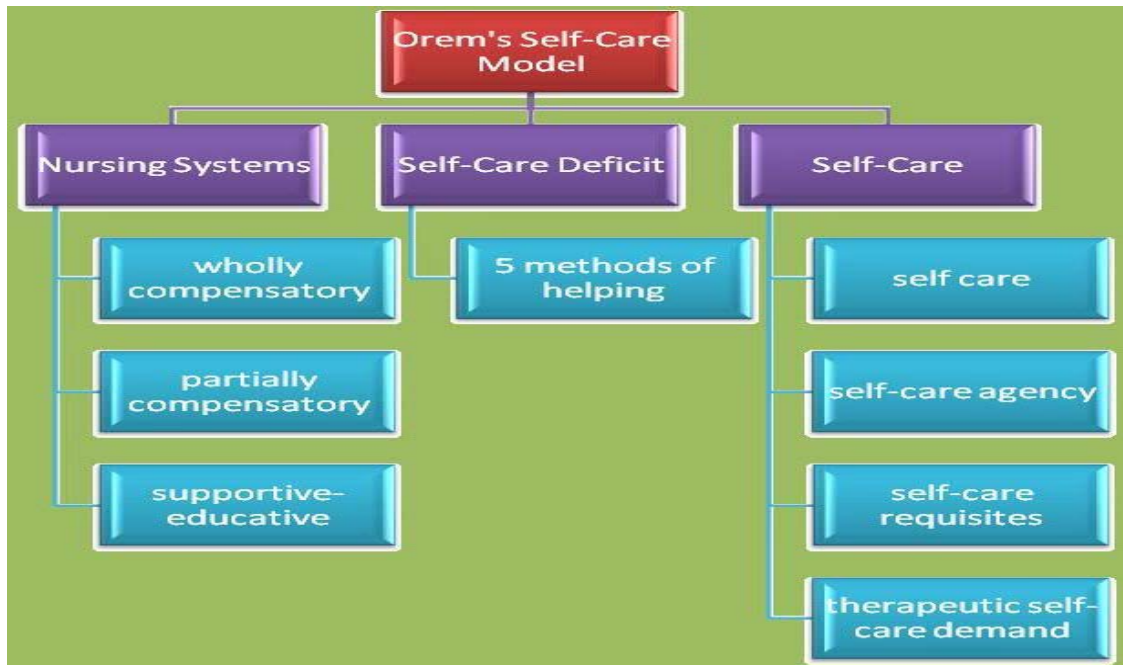 Orem's Self-Care
Model
Nursing Systems
Self-Care Deficit
Self-Care
wholly
compensatory
partially
compensatory
supportive-
educative
5 methods of
helping
self care
self-care agency
self-care
requisites
therapeutic self-
care demand